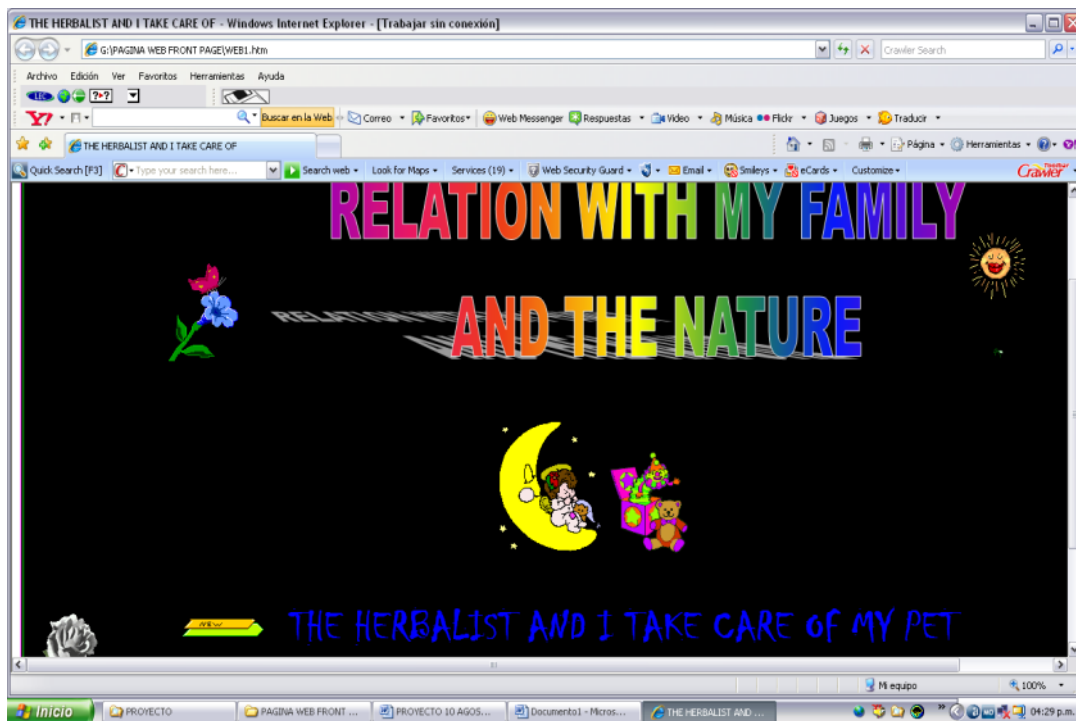 THE HERBALIST AND I TAKE CARE OF - Windows Internet Explorer - [Trabajar sin conexión]
G:\PAGINA WEB FRONT PAGE\WEB1.htm
Crawler Search
Archivo Edición Ver Favoritos Herramientas Ayuda
Buscar en la Web Correo Favoritos Web Messenger Respuestas Video Música Flickr Juegos Traducir
THE HERBALIST AND I TAKE CARE OF
Página Herramientas
Quick Search [F3] Type your search here... Search web Look for Maps Services (19) Web Security Guard Email Smileys eCards Customize Crawler
RELATION WITH MY FAMILY
AND THE NATURE
NEW
THE HERBALIST AND I TAKE CARE OF MY PET
Mi equipo 100%
Inicio PROYECTO PAGINA WEB FRONT ... PROYECTO 10 AGOS... Documento1 - Micros... THE HERBALIST AND ... 04:29 p.m.